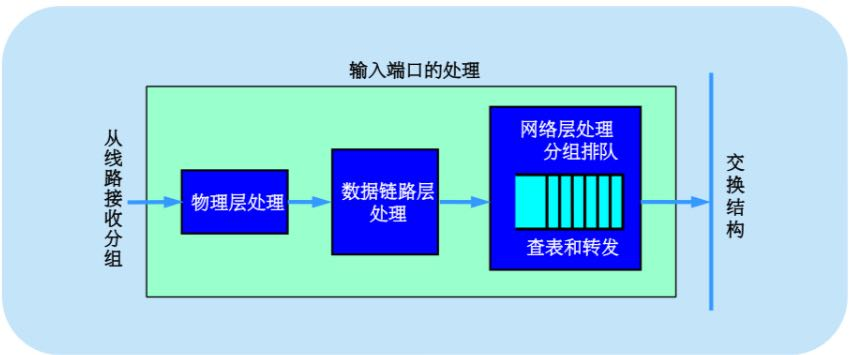 输入端口的处理
从线路接收分组
物理层处理
数据链路层
处理
网络层处理
分组排队
查表和转发
交换结构